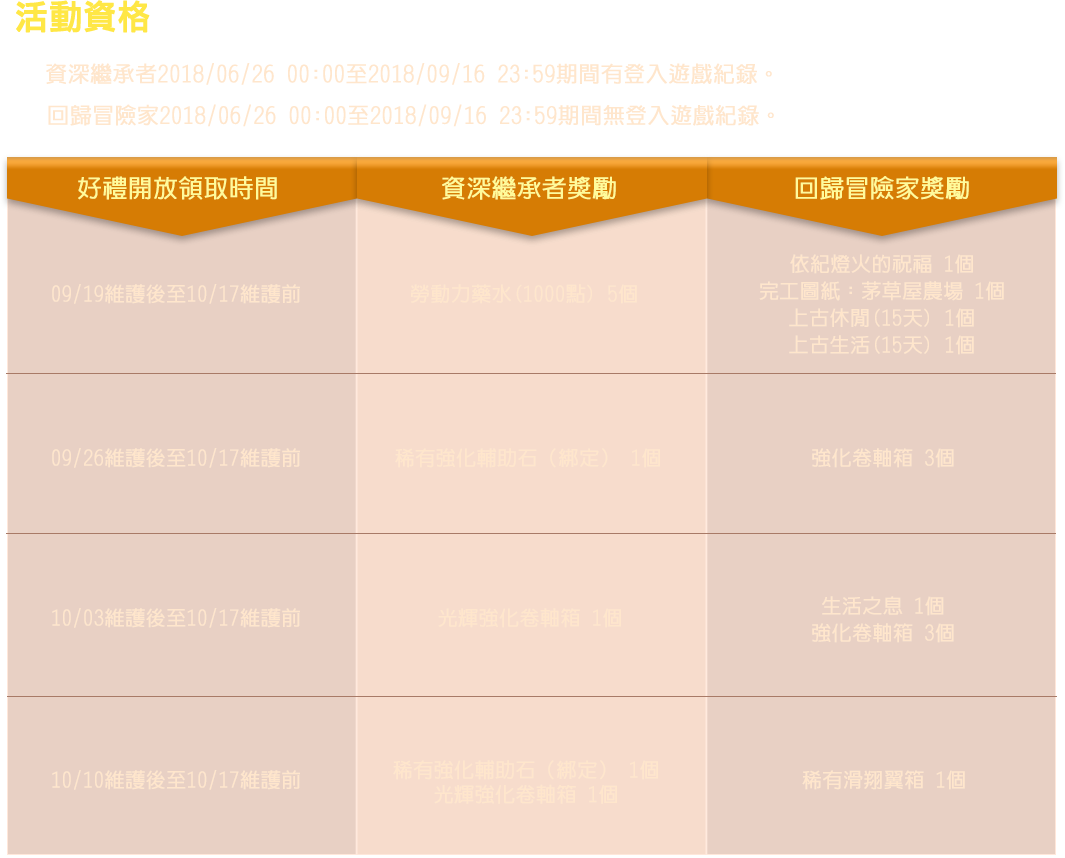 活動資格
資深繼承者2018/06/26 00:00至2018/09/16 23:59期間有登入遊戲紀錄。
回歸冒險家2018/06/26 00:00至2018/09/16 23:59期間無登入遊戲紀錄。
好禮開放領取時間
資深繼承者獎勵
回歸冒險家獎勵
09/19維護後至10/17維護前
勞動力藥水(1000點) 5個
依紀燈火的祝福 1個
完工圖紙：茅草屋農場 1個
上古休閒(15天) 1個
上古生活(15天) 1個
09/26維護後至10/17維護前
稀有強化輔助石（綁定） 1個
強化卷軸箱 3個
10/03維護後至10/17維護前
光輝強化卷軸箱 1個
生活之息 1個
強化卷軸箱 3個
10/10維護後至10/17維護前
稀有強化輔助石（綁定） 1個
光輝強化卷軸箱 1個
稀有滑翔翼箱 1個